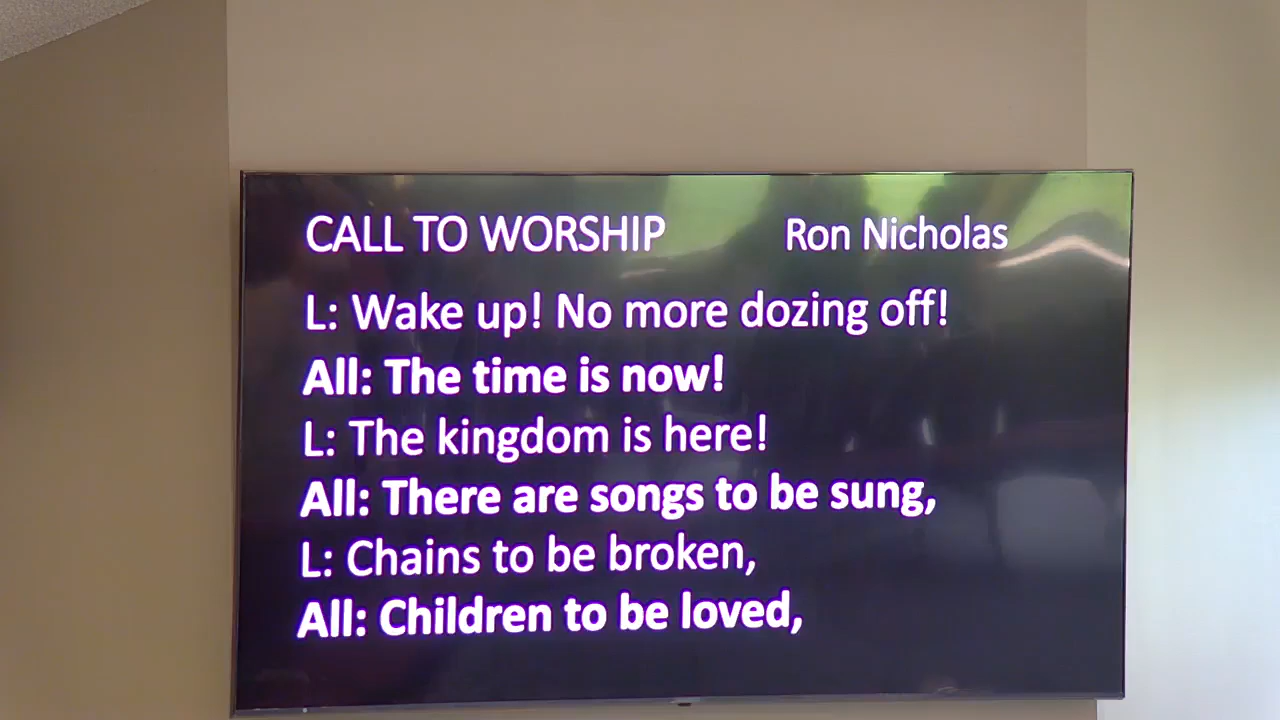 CALL TO WORSHIP Ron Nicholas
L: Wake up! No more dozing off!
All: The time is now!
L: The kingdom is here!
All: There are songs to be sung,
L: Chains to be broken,
All: Children to be loved,